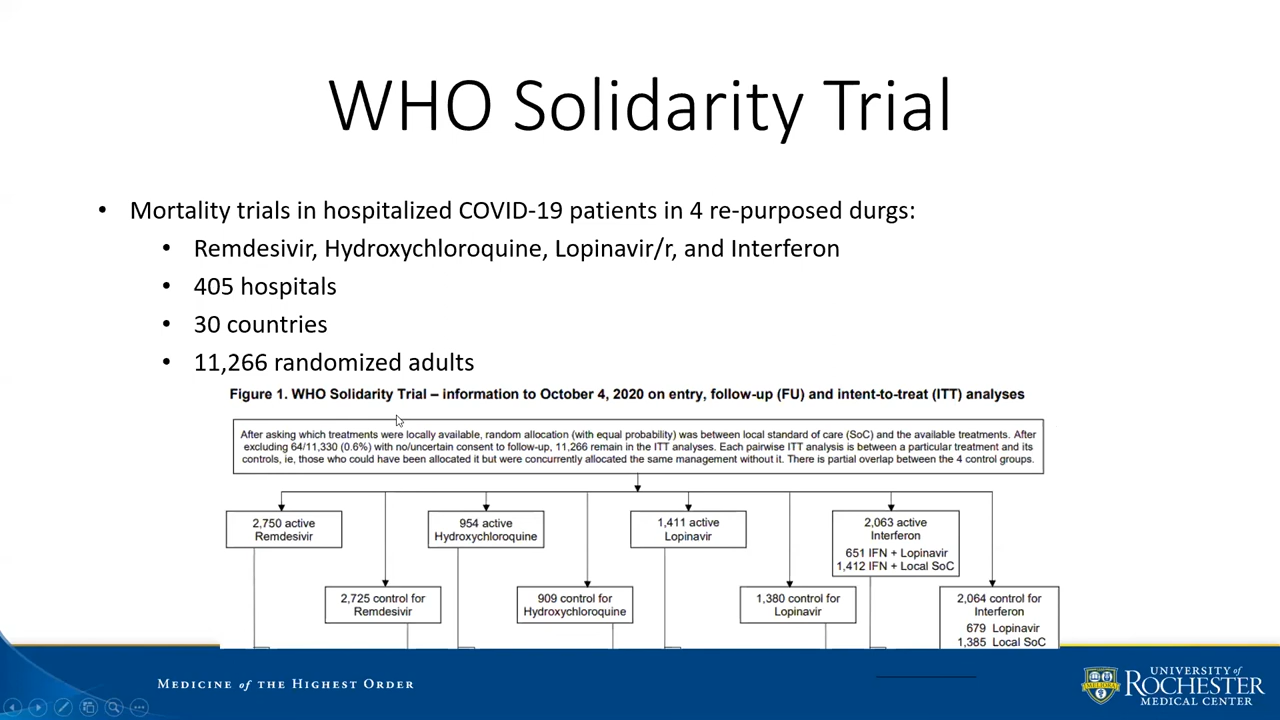 WHO Solidarity Trial
• Mortality trials in hospitalized COVID-19 patients in 4 re-purposed durgs:
• Remdesivir, Hydroxychloroquine, Lopinavir/r, and Interferon
• 405 hospitals
• 30 countries
• 11,266 randomized adults
Figure 1. WHO Solidarity Trial – information to October 4, 2020 on entry, follow-up (FU) and intent-to-treat (ITT) analyses
After asking which treatments were locally available, random allocation (with equal probability) was between local standard of care (SoC) and the available treatments. After
excluding 64/11,330 (0.6%) with no/uncertain consent to follow-up, 11,266 remain in the ITT analyses. Each pairwise ITT analysis is between a particular treatment and its
controls, ie, those who could have been allocated it but were concurrently allocated the same management without it. There is partial overlap between the 4 control groups.
2,750 active
Remdesivir
954 active
Hydroxychloroquine
1,411 active
Lopinavir
2,063 active
Interferon
651 IFN + Lopinavir
1,412 IFN + Local SoC
2,725 control for
Remdesivir
909 control for
Hydroxychloroquine
1,380 control for
Lopinavir
2,064 control for
Interferon
679 Lopinavir
1,385 Local SoC
MEDICINE of THE HIGHEST ORDER
MELIORA
UNIVERSITY of
ROCHESTER
MEDICAL CENTER